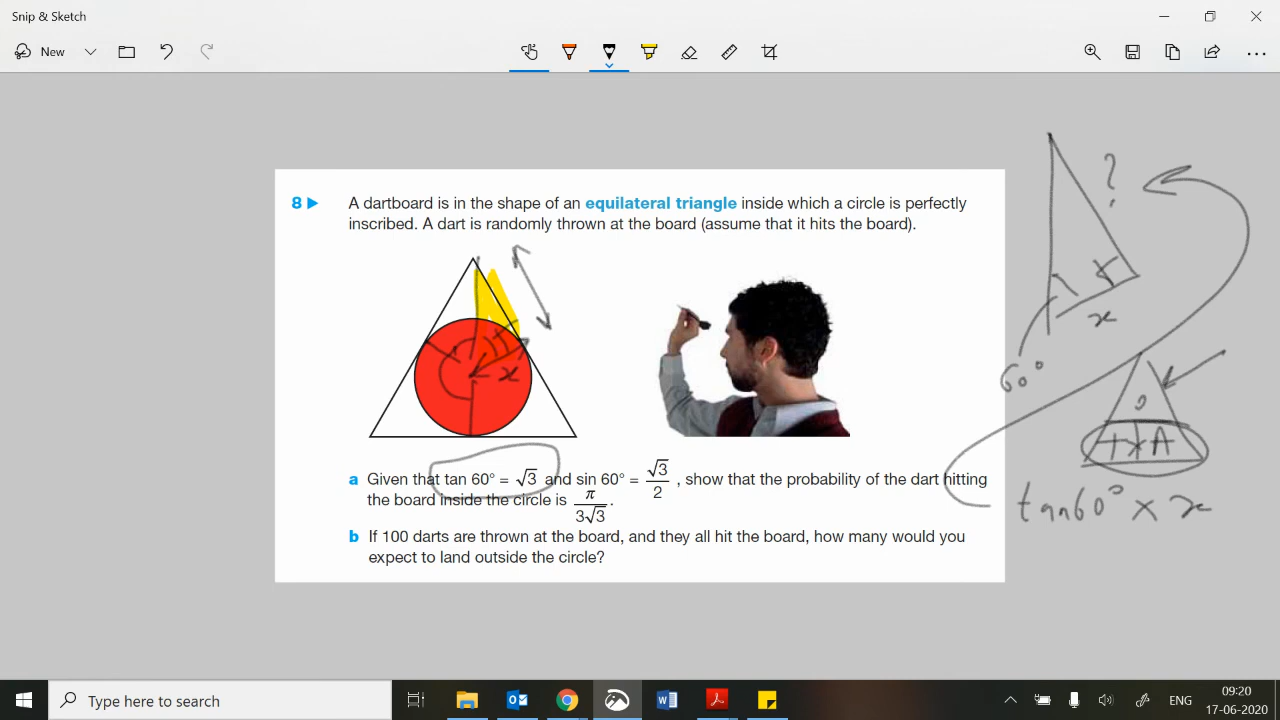 Snip & Sketch
New
8 ▶ A dartboard is in the shape of an equilateral triangle inside which a circle is perfectly
inscribed. A dart is randomly thrown at the board (assume that it hits the board).
x
?
x
60°
O
T × A
a Given that tan 60° = √3 and sin 60° = √3/2 , show that the probability of the dart hitting
the board inside the circle is π/3√3.
tan60° × x
b If 100 darts are thrown at the board, and they all hit the board, how many would you
expect to land outside the circle?
Type here to search
ENG
09:20
17-06-2020